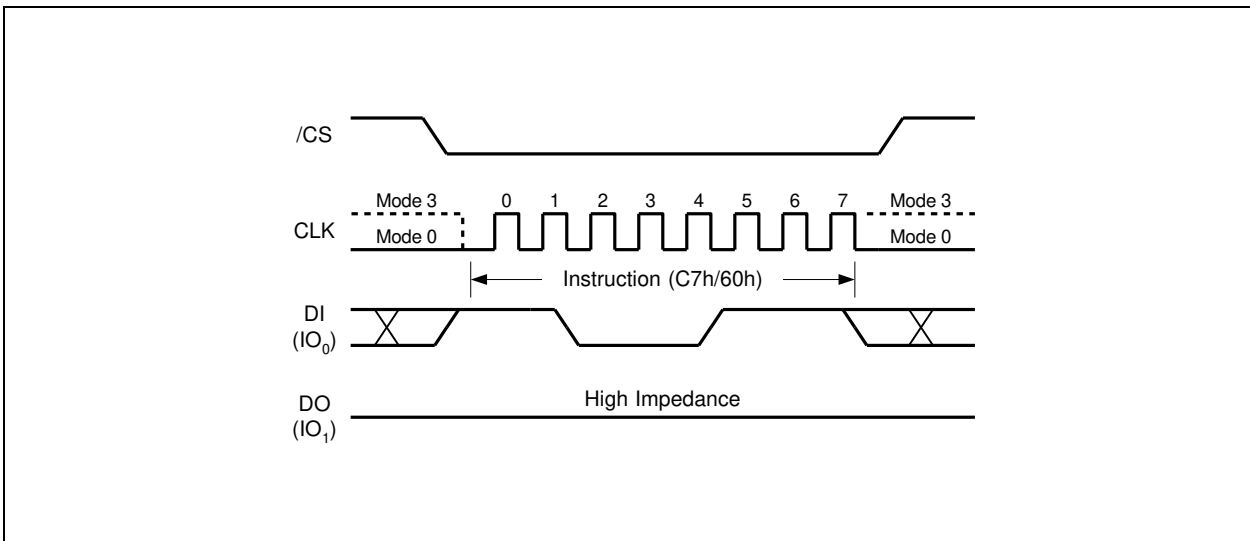 /CS
Mode 3 0 1 2 3 4 5 6 7 Mode 3
CLK
Mode 0 Mode 0
Instruction (C7h/60h)
DI
(IO0)
High Impedance
DO
(IO1)